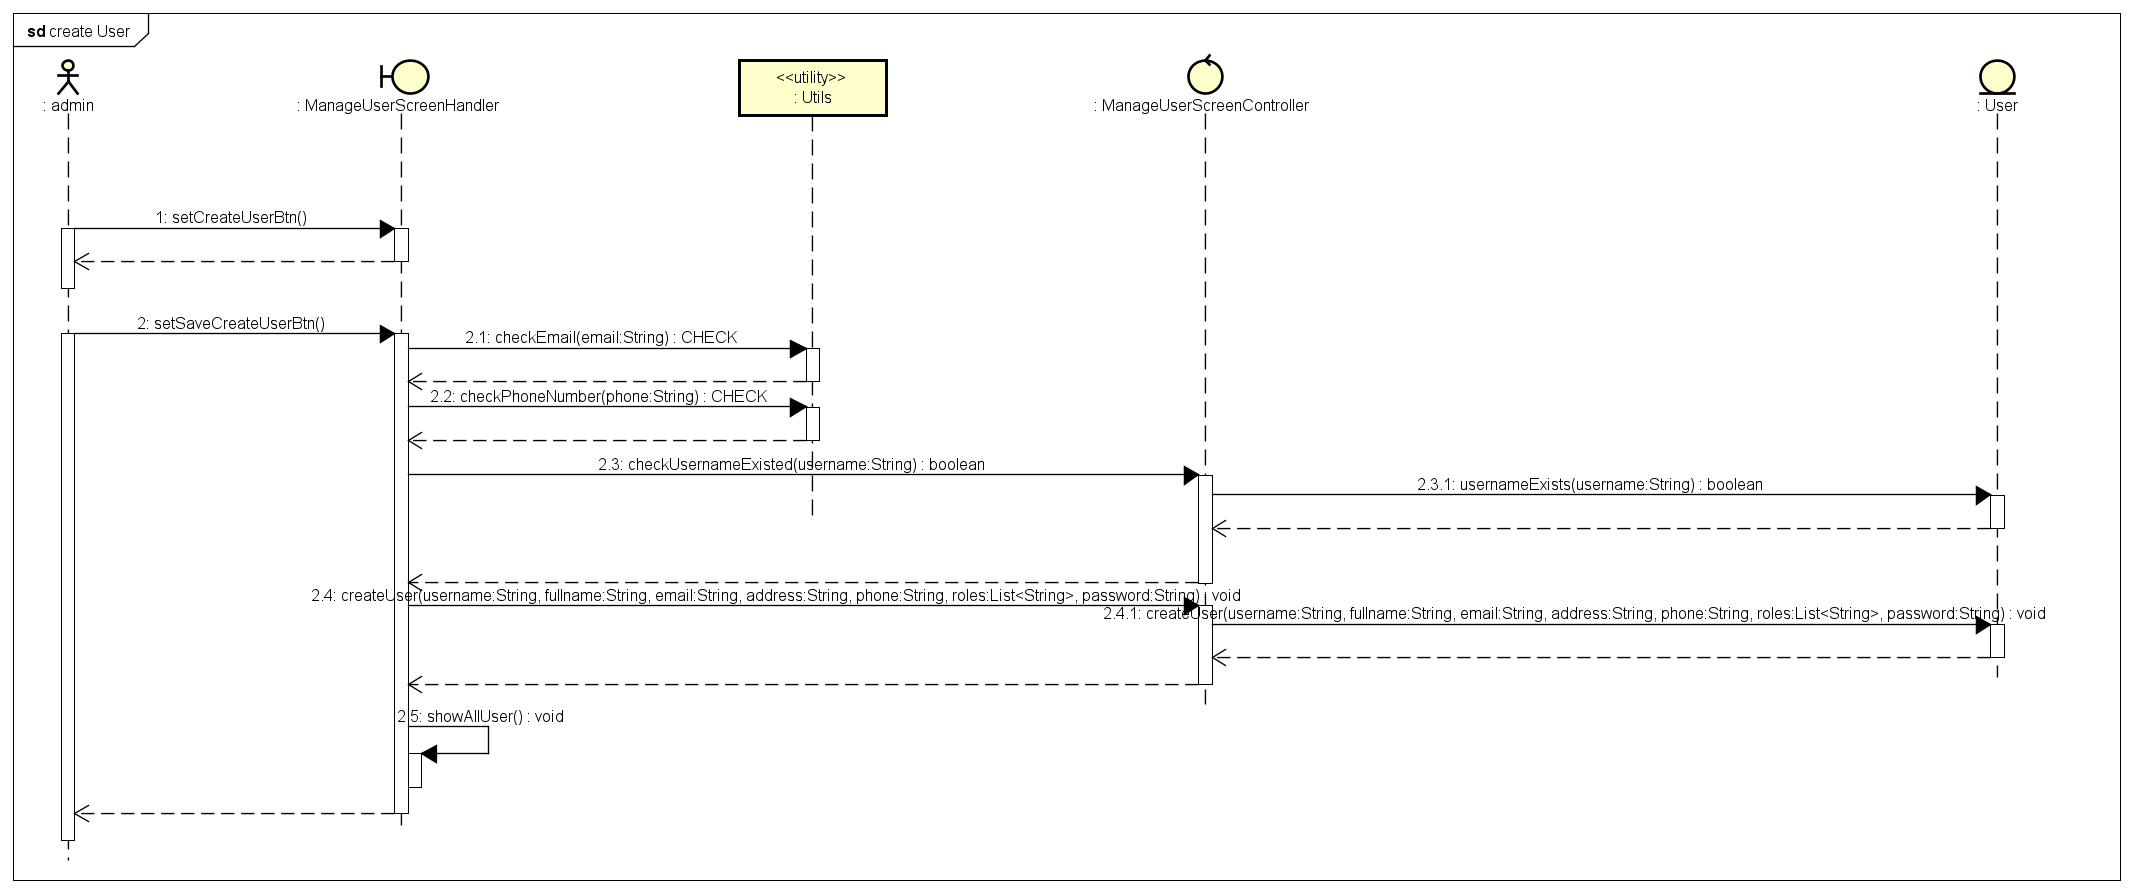 sd create User
: admin
: ManageUserScreenHandler
<<utility>>
: Utils
: ManageUserScreenController
: User
1: setCreateUserBtn()
2: setSaveCreateUserBtn()
2.1: checkEmail(email:String) : CHECK
2.2: checkPhoneNumber(phone:String) : CHECK
2.3: checkUsernameExisted(username:String) : boolean
2.3.1: usernameExists(username:String) : boolean
2.4: createUser(username:String, fullname:String, email:String, address:String, phone:String, roles:List<String>, password:String) : void
2.4.1: createUser(username:String, fullname:String, email:String, address:String, phone:String, roles:List<String>, password:String) : void
2.5: showAllUser() : void